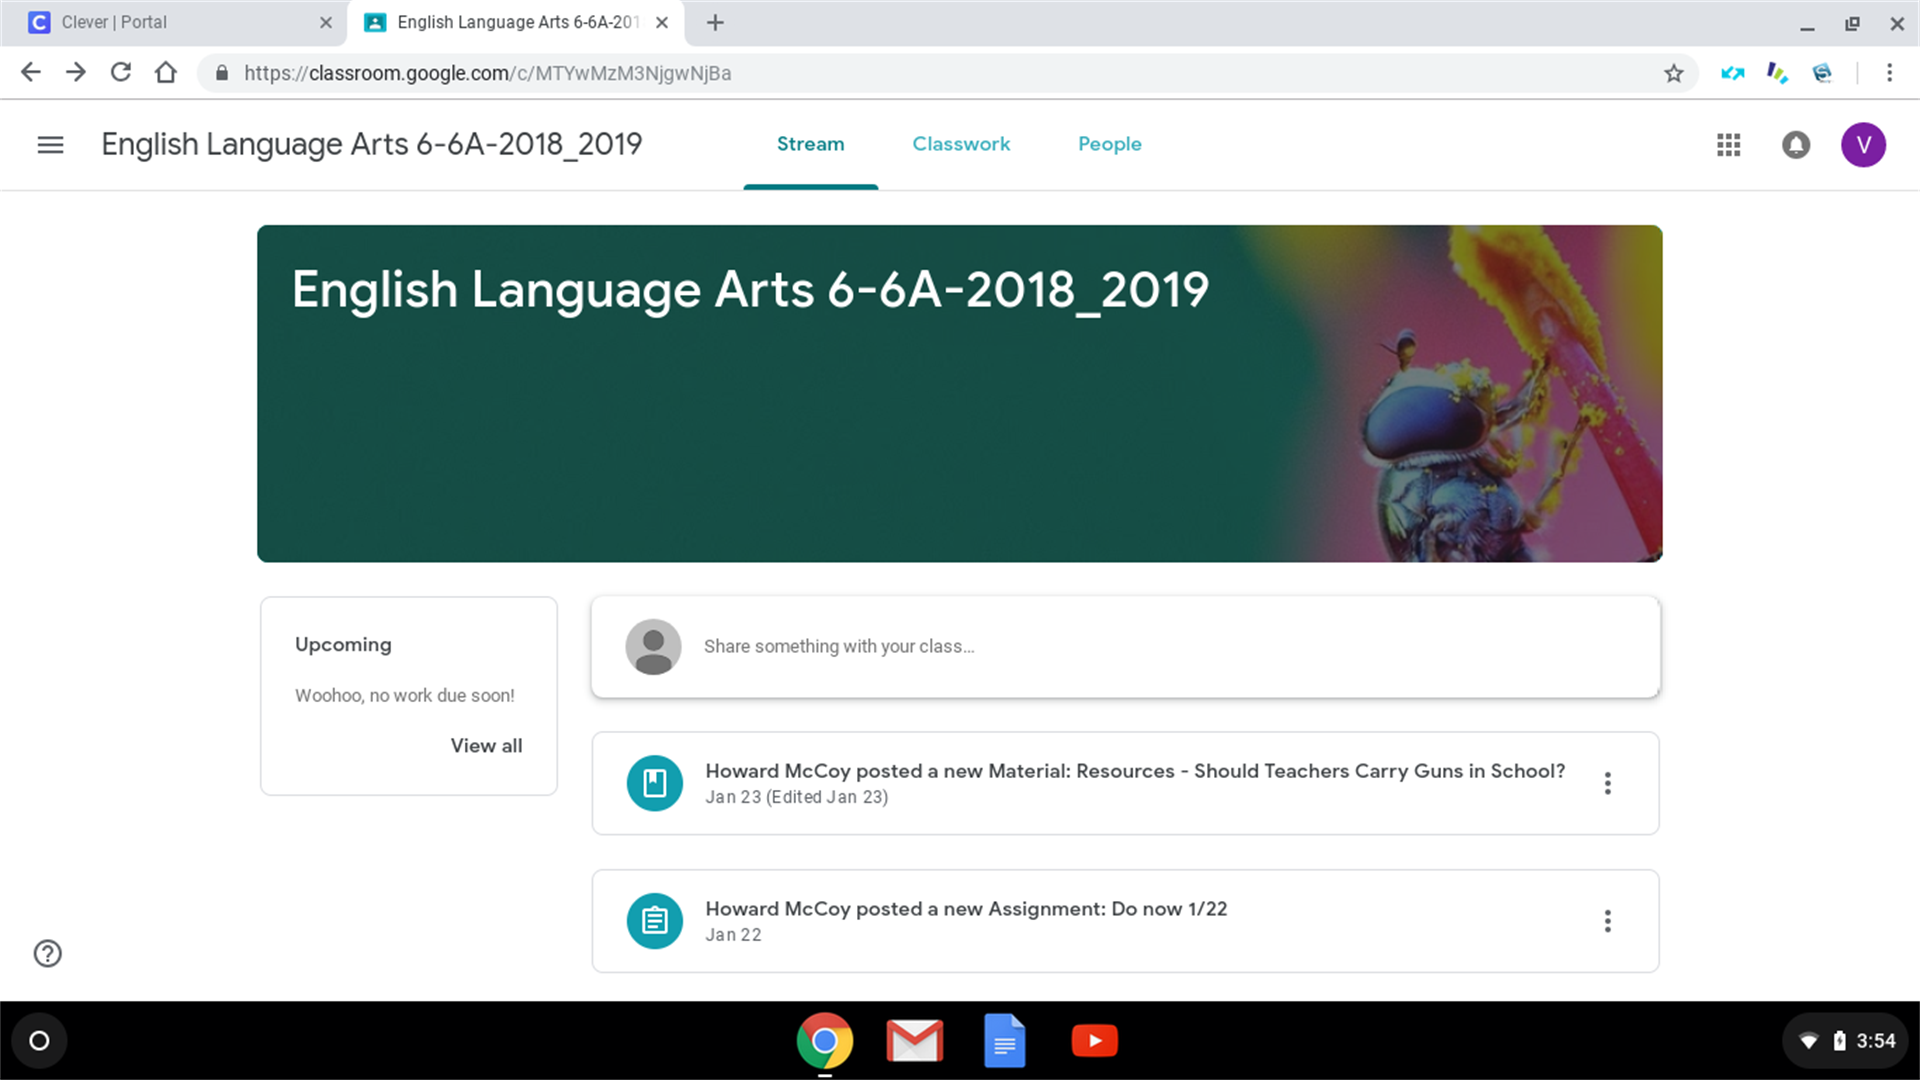 Clever | Portal
English Language Arts 6-6A-201
https://classroom.google.com/c/MTYwMzM3NjgwNjBa
English Language Arts 6-6A-2018_2019
Stream
Classwork
People
V
English Language Arts 6-6A-2018_2019
Upcoming
Woohoo, no work due soon!
View all
Share something with your class...
Howard McCoy posted a new Material: Resources - Should Teachers Carry Guns in School?
Jan 23 (Edited Jan 23)
Howard McCoy posted a new Assignment: Do now 1/22
Jan 22
3:54